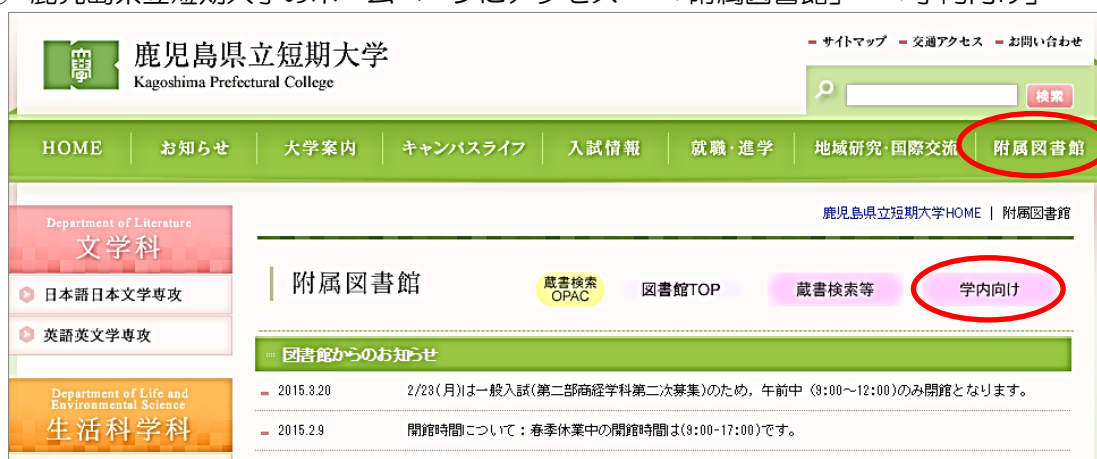 鹿児島県立短期大学
Kagoshima Prefectural College
サイトマップ 交通アクセス お問い合わせ
検索
HOME お知らせ 大学案内 キャンパスライフ 入試情報 就職・進学 地域研究・国際交流 附属図書館
鹿児島県立短期大学HOME | 附属図書館
Department of Literature
文学科
日本語日本文学専攻
英語英文学専攻
Department of Life and
Environmental Science
生活科学科
附属図書館
蔵書検索
OPAC
図書館TOP
蔵書検索等
学内向け
図書館からのお知らせ
2015.3.20 2/23(月)は一般入試(第二部商経学科第二次募集)のため，午前中 (9:00～12:00)のみ開館となります。
2015.2.9 開館時間について：春季休業中の開館時間は(9:00-17:00)です。